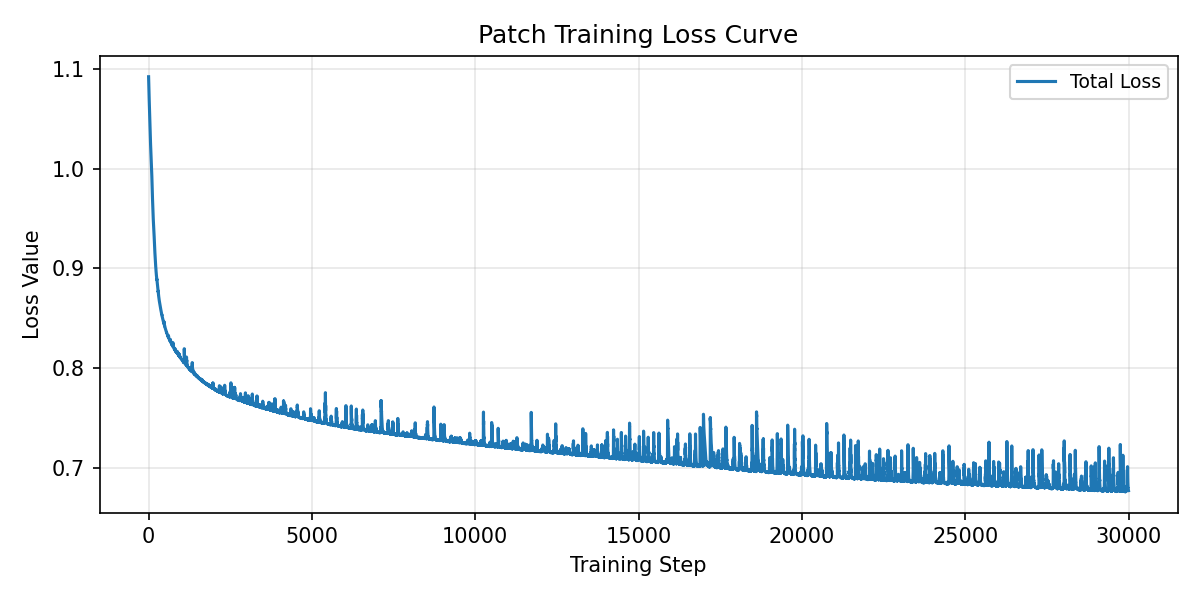 Patch Training Loss Curve
1.1
1.0
0.9
0.8
0.7
Loss Value
Total Loss
0 5000 10000 15000 20000 25000 30000
Training Step